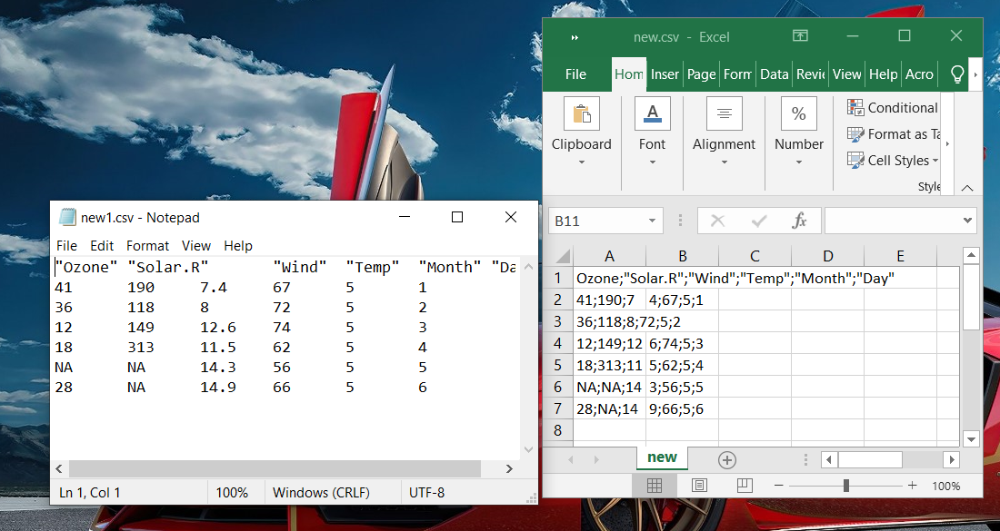 new1.csv - Notepad
File Edit Format View Help
"Ozone" "Solar.R" "Wind" "Temp" "Month" "Da
41 190 7.4 67 5 1
36 118 8 72 5 2
12 149 12.6 74 5 3
18 313 11.5 62 5 4
NA NA 14.3 56 5 5
28 NA 14.9 66 5 6
Ln 1, Col 1 100% Windows (CRLF) UTF-8
new.csv - Excel
File Hom Inser Page Form Data Revie View Help Acro
Clipboard Font Alignment Number
%
A
Conditional
Format as Ta
Cell Styles
Style
B11 fx
A B C D E
1 Ozone;"Solar.R";"Wind";"Temp";"Month";"Day"
2 41;190;7 4;67;5;1
3 36;118;8;72;5;2
4 12;149;12 6;74;5;3
5 18;313;11 5;62;5;4
6 NA;NA;14 3;56;5;5
7 28;NA;14 9;66;5;6
8
new
100%